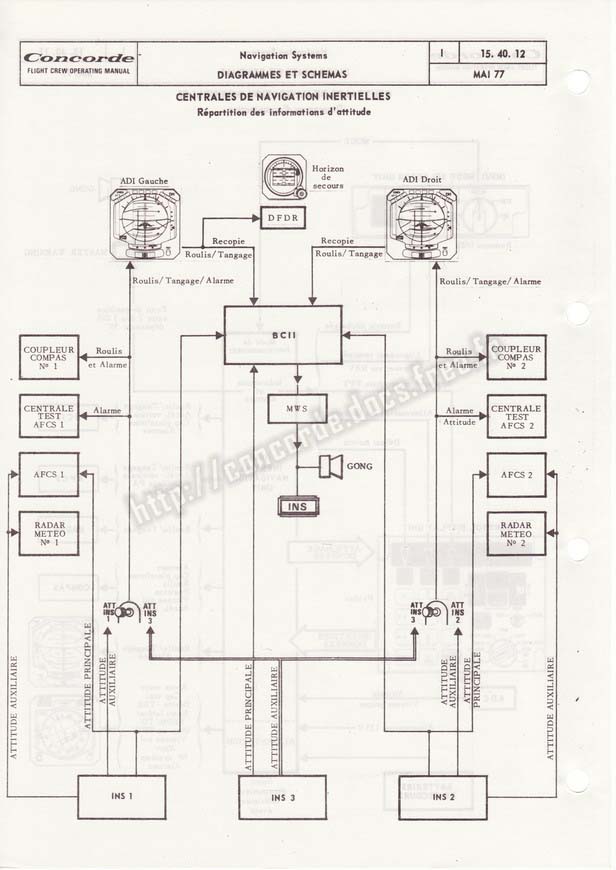 Concorde
FLIGHT CREW OPERATING MANUAL
Navigation Systems
DIAGRAMMES ET SCHEMAS
1
15. 40. 12
MAI 77
CENTRALES DE NAVIGATION INERTIELLES
Répartition des informations d'attitude
ADI Gauche
Horizon
de
secours
ADI Droit
DFDR
Recopie
Roulis/Tangage
Recopie
Roulis/Tangage
Roulis/Tangage/Alarme
Roulis/Tangage/Alarme
BCII
COUPLEUR
COMPAS
Nº 1
Roulis
et Alarme
Roulis
et Alarme
COUPLEUR
COMPAS
Nº 2
MWS
CENTRALE
TEST
AFCS 1
Alarme
Alarme
Attitude
CENTRALE
TEST
AFCS 2
GONG
AFCS 1
AFCS 2
INS
RADAR
METEO
Nº 1
RADAR
METEO
Nº 2
ATT
INS
1
ATT
INS
3
ATT
INS
3
ATT
INS
2
ATTITUDE AUXILIAIRE
ATTITUDE PRINCIPALE
ATTITUDE
AUXILIAIRE
ATTITUDE PRINCIPALE
ATTITUDE AUXILIAIRE
ATTITUDE
AUXILIAIRE
ATTITUDE
PRINCIPALE
ATTITUDE AUXILIAIRE
INS 1
INS 3
INS 2
http://concorde.docs.free.fr